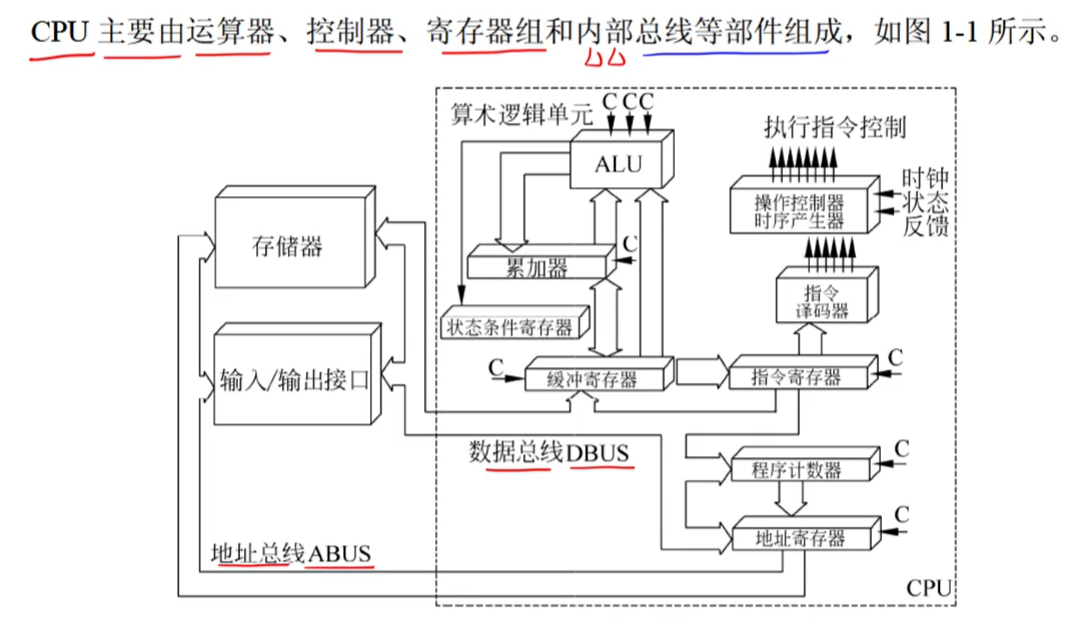 CPU 主要由运算器、控制器、寄存器组和内部总线等部件组成，如图 1-1 所示。
算术逻辑单元
C CC
执行指令控制
ALU
操作控制器
时序产生器
时钟
状态
反馈
存储器
C
累加器
指令
译码器
状态条件寄存器
输入/输出接口
C
缓冲寄存器
指令寄存器
C
数据总线DBUS
程序计数器
C
地址寄存器
C
地址总线ABUS
CPU